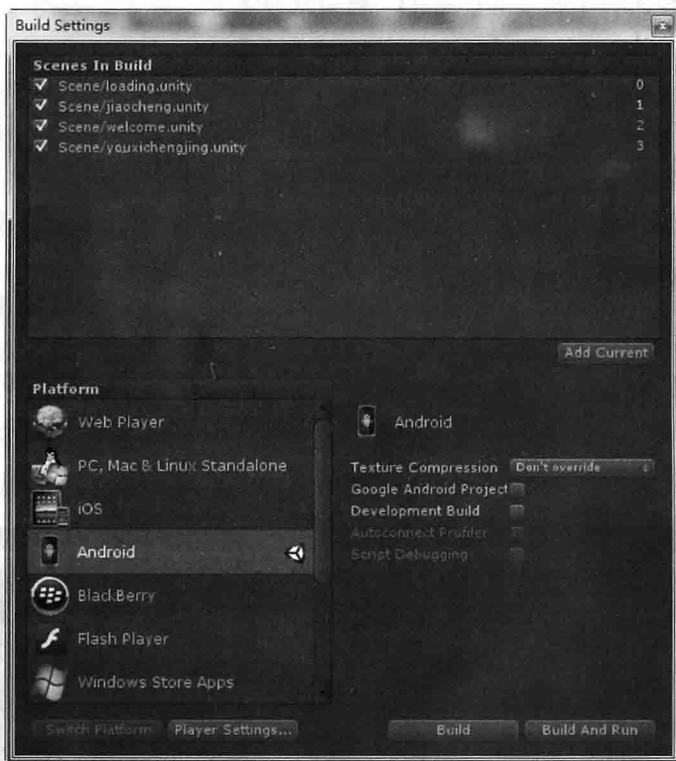 Build Settings
x
Scenes In Build
Scene/loading.unity 0
Scene/jiaocheng.unity 1
Scene/welcome.unity 2
Scene/youxichengjing.unity 3
Add Current
Platform
Web Player
PC, Mac & Linux Standalone
iOS
Android
BlackBerry
Flash Player
Windows Store Apps
Android
Texture Compression Don't override
Google Android Project
Development Build
Autoconnect Profiler
Script Debugging
Switch Platform Player Settings... Build Build And Run